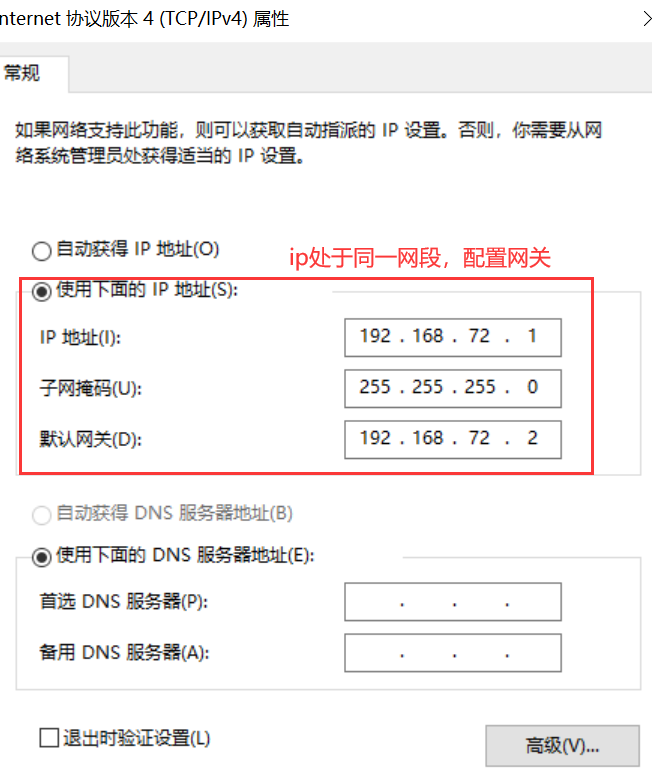 nternet 协议版本 4 (TCP/IPv4) 属性
常规
如果网络支持此功能，则可以获取自动指派的 IP 设置。否则，你需要从网
络系统管理员处获得适当的 IP 设置。
自动获得 IP 地址(O)
ip处于同一网段，配置网关
使用下面的 IP 地址(S):
IP 地址(I): 192 . 168 . 72 . 1
子网掩码(U): 255 . 255 . 255 . 0
默认网关(D): 192 . 168 . 72 . 2
自动获得 DNS 服务器地址(B)
使用下面的 DNS 服务器地址(E):
首选 DNS 服务器(P): . . .
备用 DNS 服务器(A): . . .
退出时验证设置(L)
高级(V)...